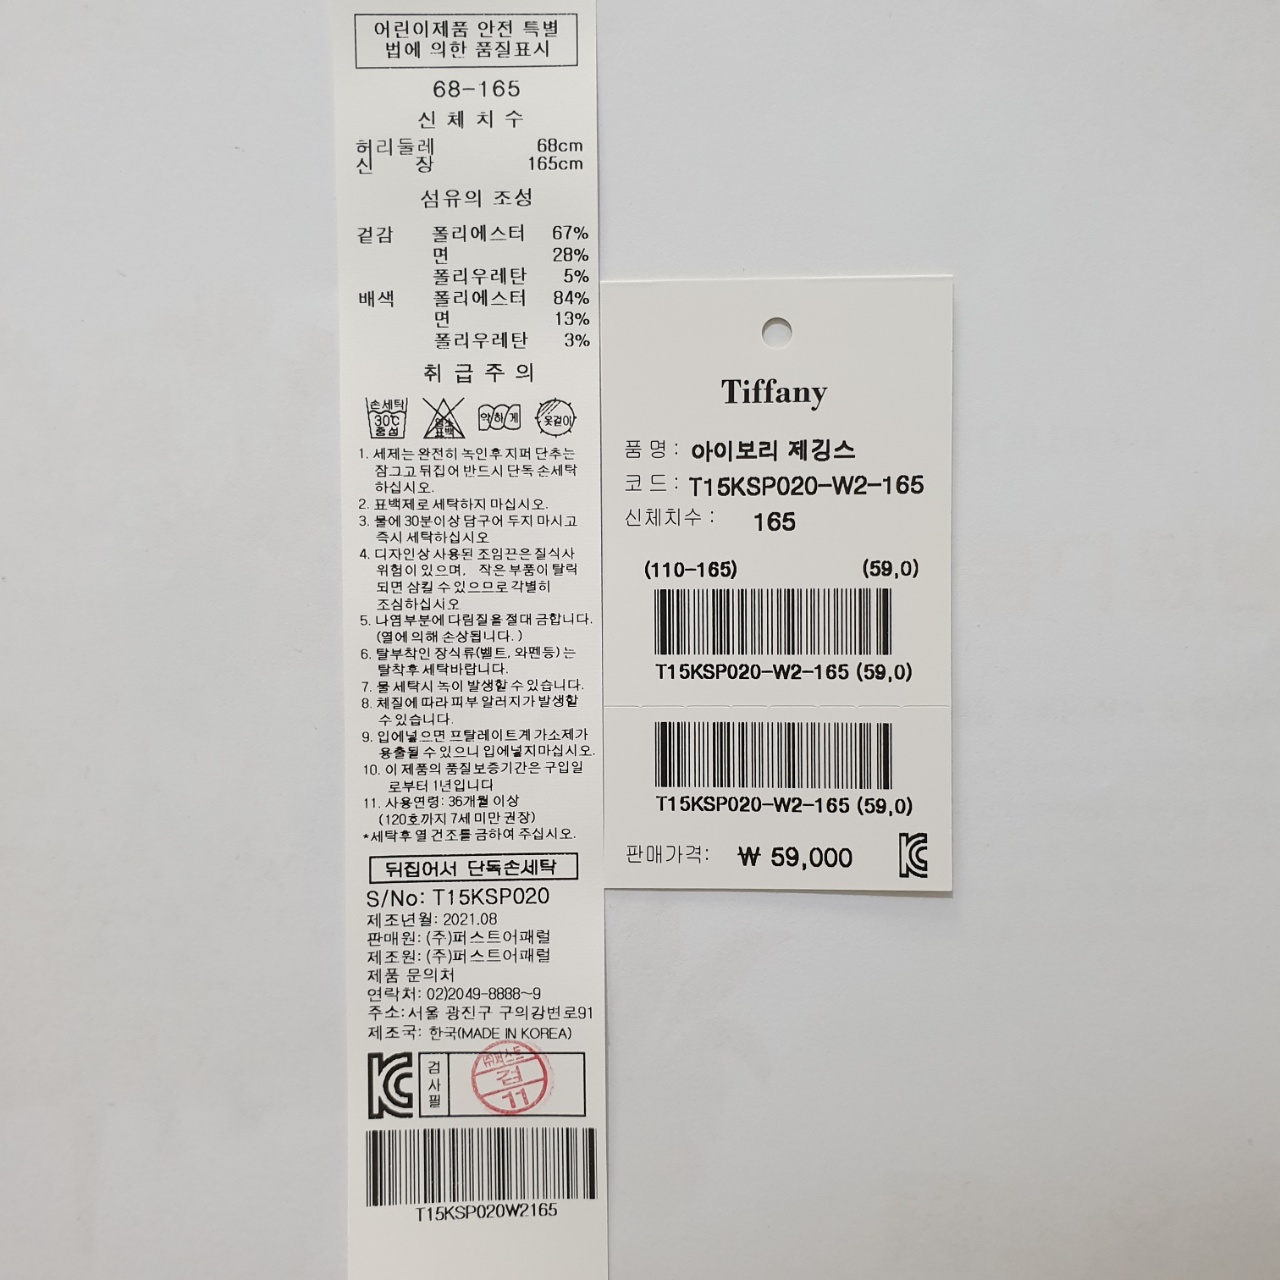 어린이제품 안전 특별
법에 의한 품질표시
68-165
신체치수
허리둘레 68cm
신 장 165cm
섬유의 조성
겉감 폴리에스터 67%
면 28%
폴리우레탄 5%
배색 폴리에스터 84%
면 13%
폴리우레탄 3%
취급주의
손세탁 30℃ 중성 염소 표백 약하게 옷걸이
1. 세제는 완전히 녹인후 지퍼 단추는
잠그고 뒤집어 반드시 단독 손세탁
하십시오.
2. 표백제로 세탁하지 마십시오.
3. 물에 30분이상 담구어 두지 마시고
즉시 세탁하십시오
4. 디자인상 사용된 조임끈은 질식사
위험이 있으며, 작은 부품이 탈락
되면 삼킬 수 있으므로 각별히
조심하십시오
5. 나염부분에 다림질을 절대 금합니다.
(열에 의해 손상됩니다.)
6. 탈부착인 장식류(벨트, 와펜등)는
탈착후 세탁바랍니다.
7. 물 세탁시 녹이 발생할 수 있습니다.
8. 체질에 따라 피부 알러지가 발생할
수 있습니다.
9. 입에넣으면 프탈레이트계 가소제가
용출될 수 있으니 입에넣지마십시오.
10. 이 제품의 품질보증기간은 구입일
로부터 1년입니다
11. 사용연령: 36개월 이상
(120호까지 7세 미만 권장)
*세탁후 열 건조를 금하여 주십시오.
뒤집어서 단독손세탁
S/No: T15KSP020
제조년월: 2021.08
판매원: (주)퍼스트어패럴
제조원: (주)퍼스트어패럴
제품 문의처
연락처: 02)2049-8888~9
주소:서울 광진구 구의강변로91
제조국: 한국(MADE IN KOREA)
KC 검사필 (주)퍼스트 검 11
T15KSP020W2165
Tiffany
품 명 : 아이보리 제깅스
코 드 : T15KSP020-W2-165
신체치수 : 165
(110-165) (59,0)
T15KSP020-W2-165 (59,0)
T15KSP020-W2-165 (59,0)
판매가격: ₩ 59,000 KC